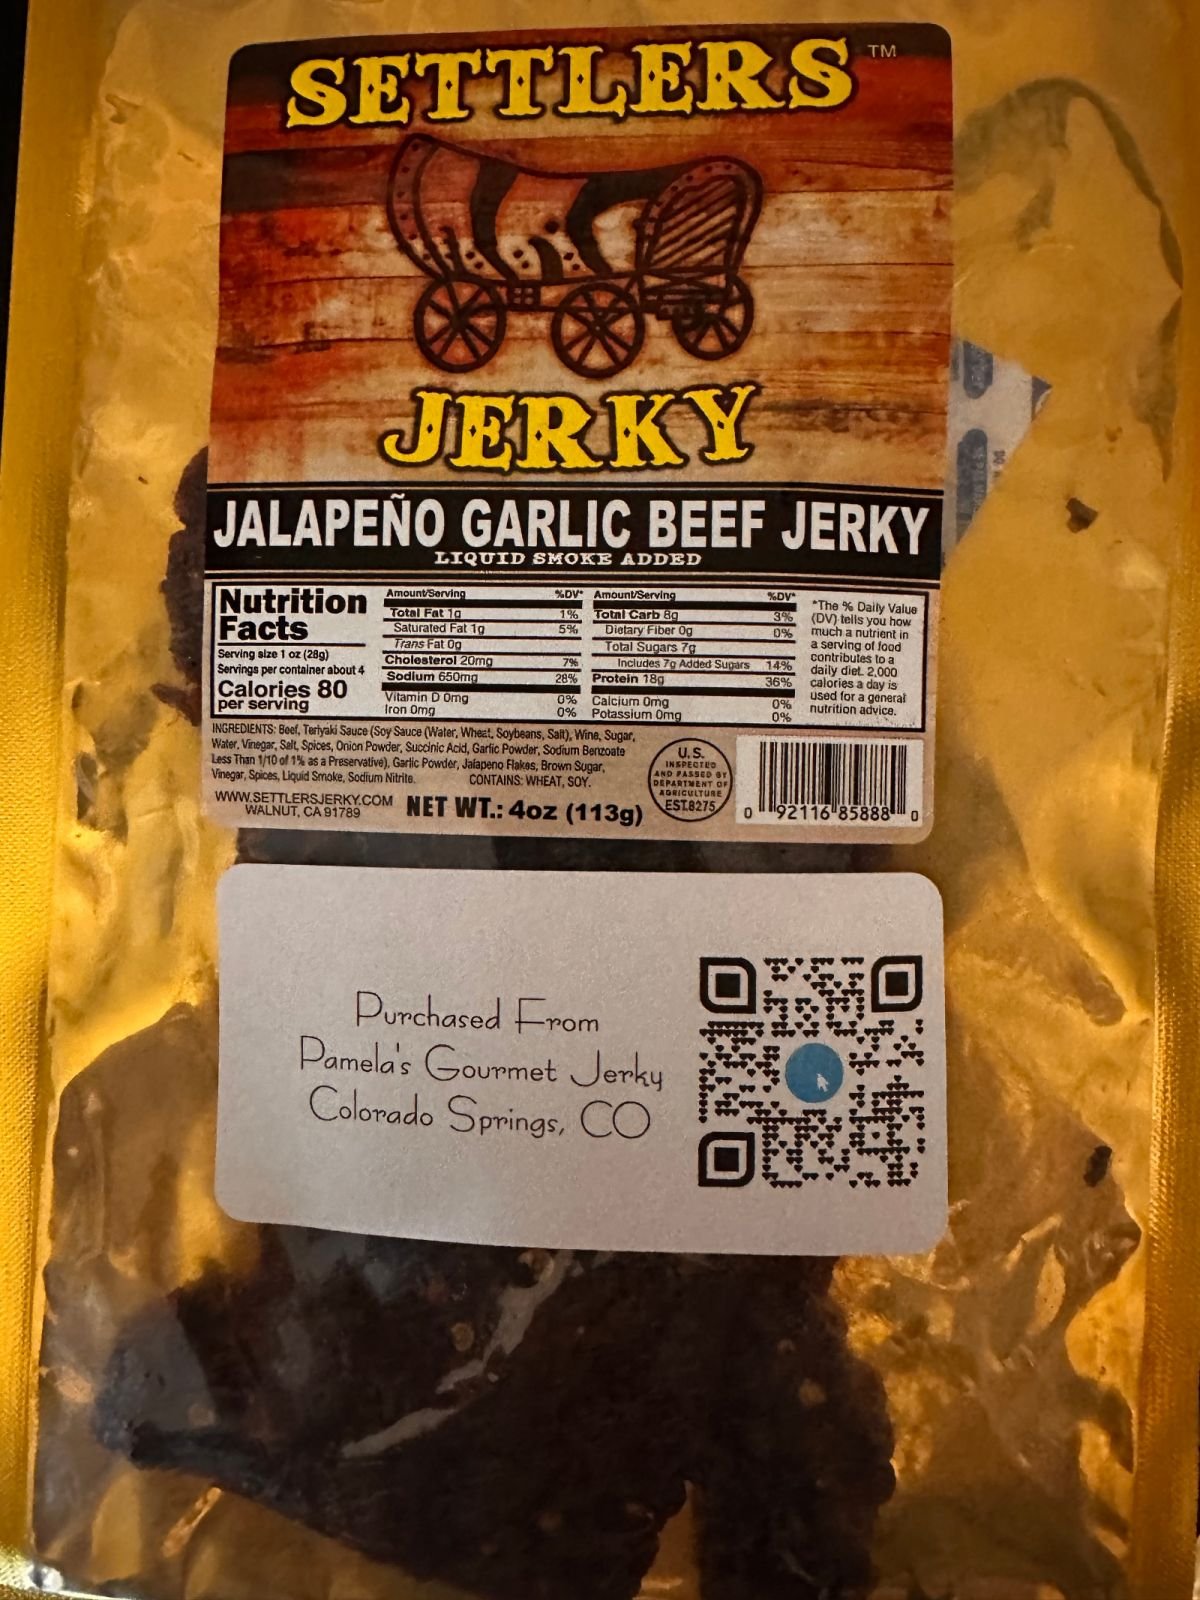 SETTLERS ™
JERKY
JALAPEÑO GARLIC BEEF JERKY
LIQUID SMOKE ADDED
Nutrition
Facts
Serving size 1 oz (28g)
Servings per container about 4
Calories 80
per serving
Amount/Serving %DV*
Total Fat 1g 1%
Saturated Fat 1g 5%
Trans Fat 0g
Cholesterol 20mg 7%
Sodium 650mg 28%
Vitamin D 0mg 0%
Iron 0mg 0%
Amount/Serving %DV*
Total Carb 8g 3%
Dietary Fiber 0g 0%
Total Sugars 7g
Includes 7g Added Sugars 14%
Protein 18g 36%
Calcium 0mg 0%
Potassium 0mg 0%
*The % Daily Value
(DV) tells you how
much a nutrient in
a serving of food
contributes to a
daily diet. 2,000
calories a day is
used for a general
nutrition advice.
INGREDIENTS: Beef, Teriyaki Sauce (Soy Sauce (Water, Wheat, Soybeans, Salt), Wine, Sugar,
Water, Vinegar, Salt, Spices, Onion Powder, Succinic Acid, Garlic Powder, Sodium Benzoate
Less Than 1/10 of 1% as a Preservative), Garlic Powder, Jalapeno Flakes, Brown Sugar,
Vinegar, Spices, Liquid Smoke, Sodium Nitrite. CONTAINS: WHEAT, SOY.
WWW.SETTLERSJERKY.COM
WALNUT, CA 91789
NET WT.: 4oz (113g)
U.S.
INSPECTED
AND PASSED BY
DEPARTMENT OF
AGRICULTURE
EST.8275
0 92116 85888 0
Purchased From
Pamela's Gourmet Jerky
Colorado Springs, CO